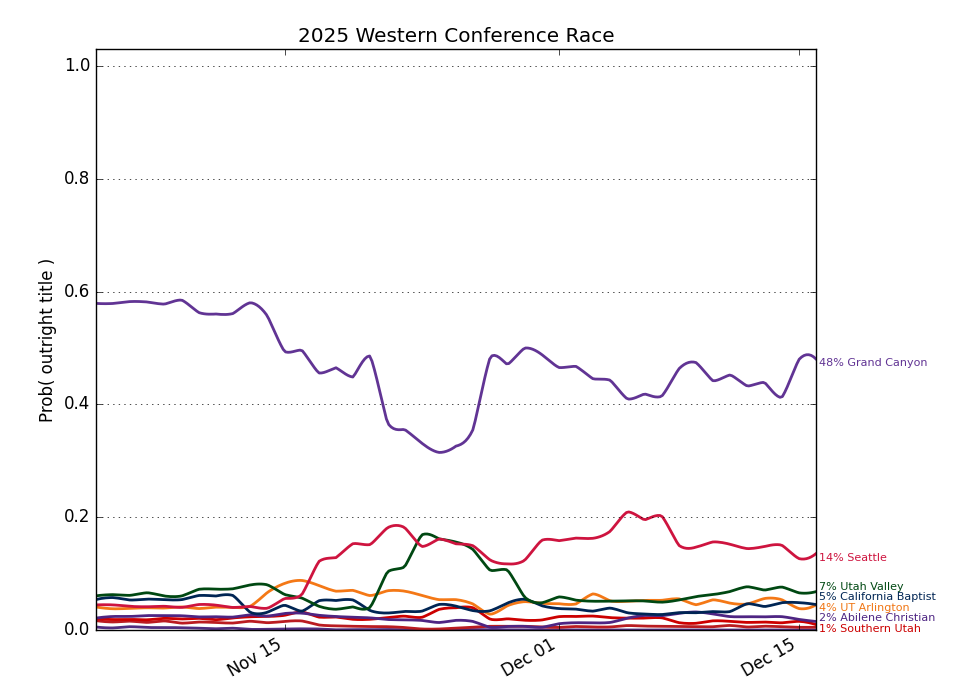 2025 Western Conference Race
Prob( outright title )
1.0
0.8
0.6
0.4
0.2
0.0
Nov 15
Dec 01
Dec 15
48% Grand Canyon
14% Seattle
7% Utah Valley
5% California Baptist
4% UT Arlington
2% Abilene Christian
1% Southern Utah